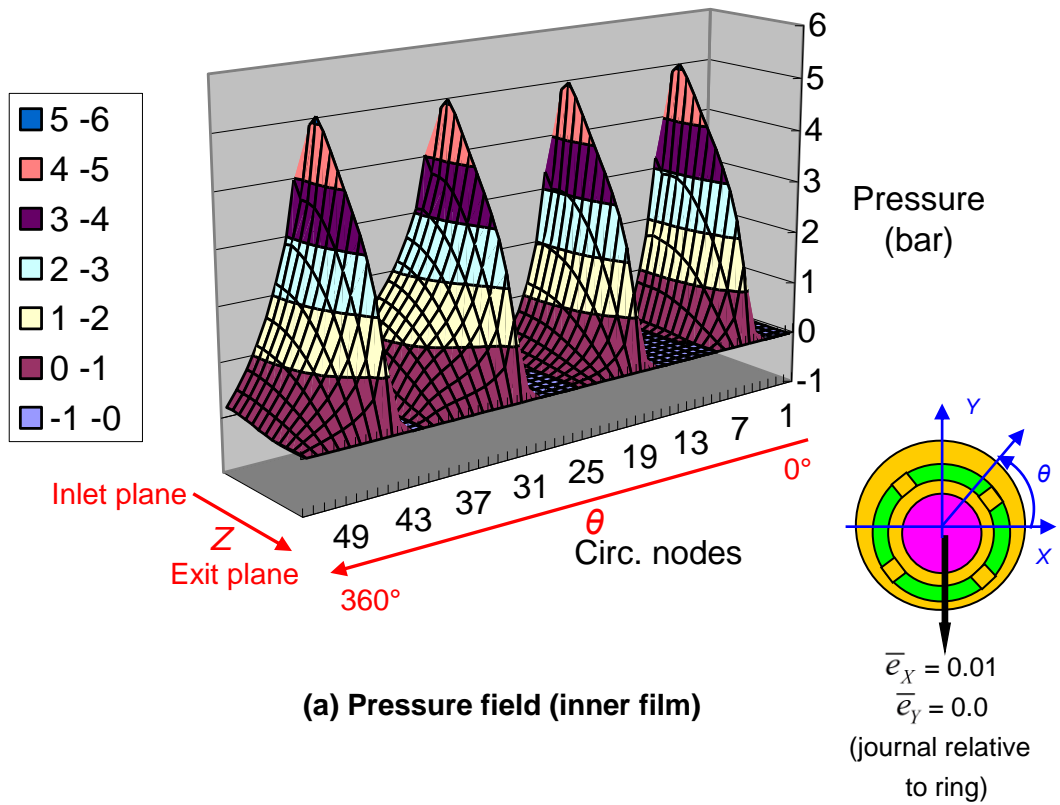 5 -6
4 -5
3 -4
2 -3
1 -2
0 -1
-1 -0
6
5
4
3
2
1
0
-1
Pressure
(bar)
49 43 37 31 25 19 13 7 1
Inlet plane
Z
Exit plane
θ
0°
360°
Circ. nodes
Y
θ
X
e̅X = 0.01
e̅Y = 0.0
(journal relative
to ring)
(a) Pressure field (inner film)